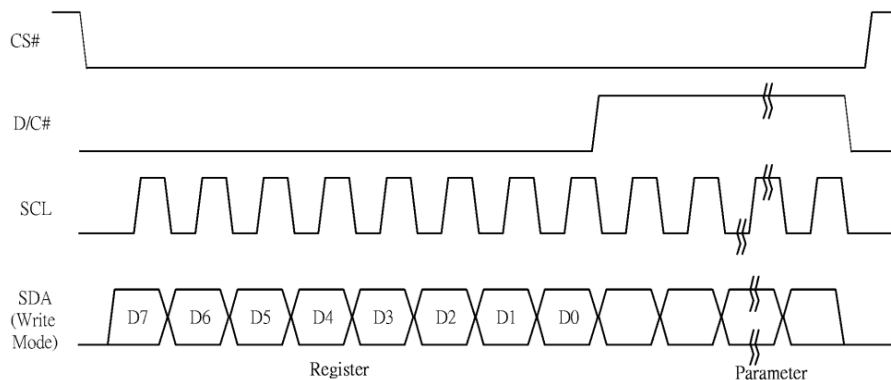 CS#
D/C#
SCL
SDA
(Write
Mode)
D7 D6 D5 D4 D3 D2 D1 D0
Register
Parameter